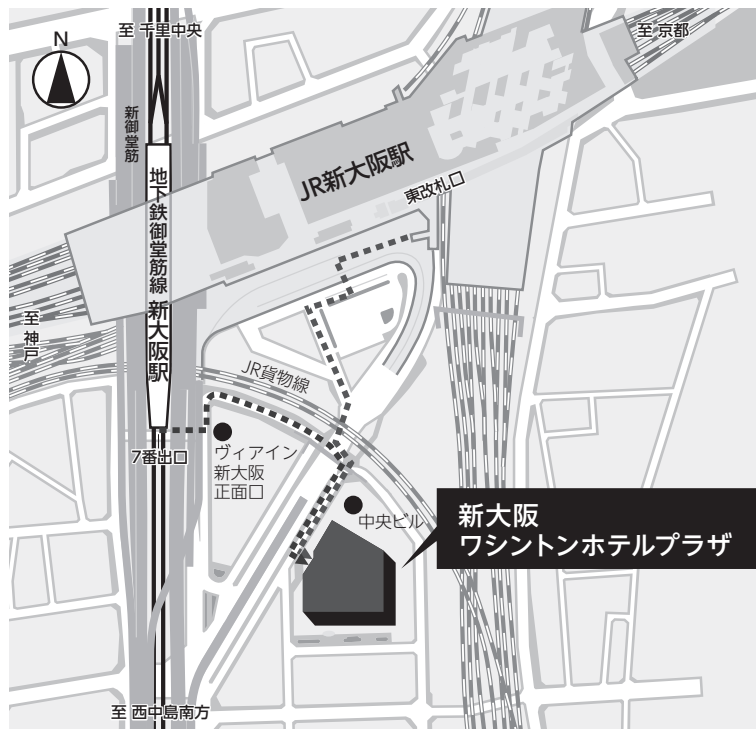 至 千里中央
至 京都
N
新御堂筋
JR新大阪駅
東改札口
地下鉄御堂筋線 新大阪駅
至 神戸
JR貨物線
7番出口
ヴィアイン
新大阪
正面口
中央ビル
新大阪
ワシントンホテルプラザ
至 西中島南方